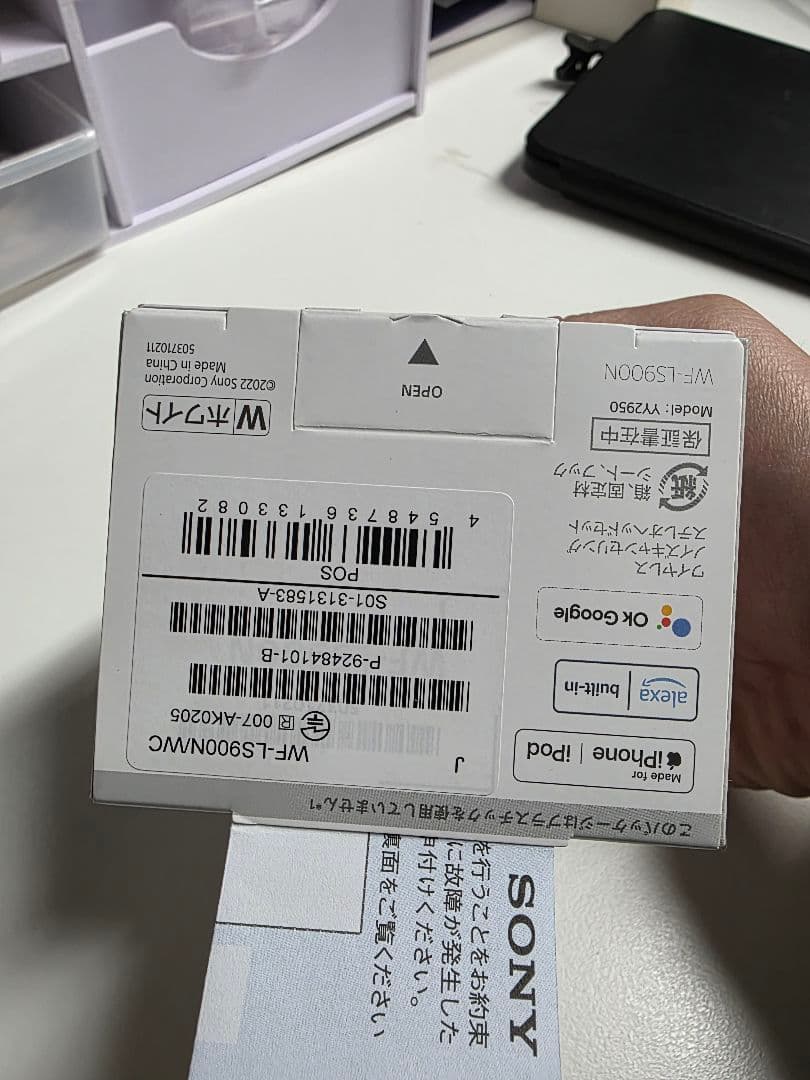 このパッケージはプラスチックを使用していません*1
Made for
iPhone | iPod
alexa | built-in
Ok Google
ワイヤレス
ノイズキャンセリング
ステレオヘッドセット
紙
箱、固定材
シート、フック
保証書在中
Model: YY2950
WF-LS900N
J
WF-LS900N/WC
R 007-AK0205
P-92484101-B
S01-3131583-A
POS
4 548736 133082
W ホワイト
©2022 Sony Corporation
Made in China
503710211
OPEN
SONY
を行うことをお約束
に故障が発生した
付けください。
裏面をご覧ください